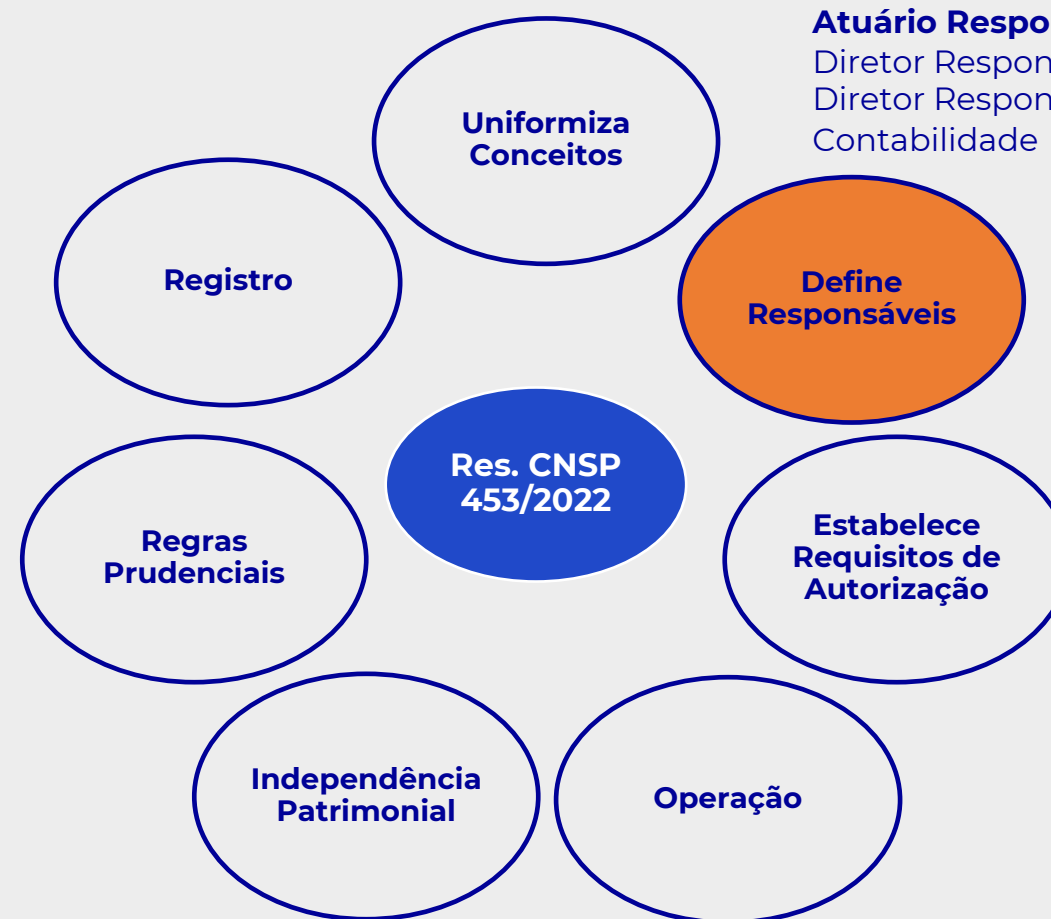 Atuário Respo
Diretor Respon
Diretor Respon
Contabilidade
Uniformiza
Conceitos
Registro
Define
Responsáveis
Res. CNSP
453/2022
Regras
Prudenciais
Estabelece
Requisitos de
Autorização
Independência
Patrimonial
Operação